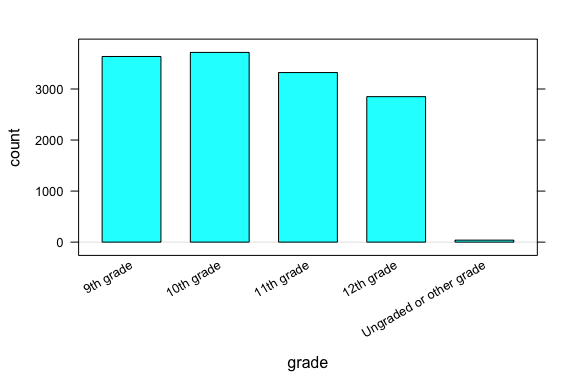 count
3000
2000
1000
0
9th grade
10th grade
11th grade
12th grade
Ungraded or other grade
grade